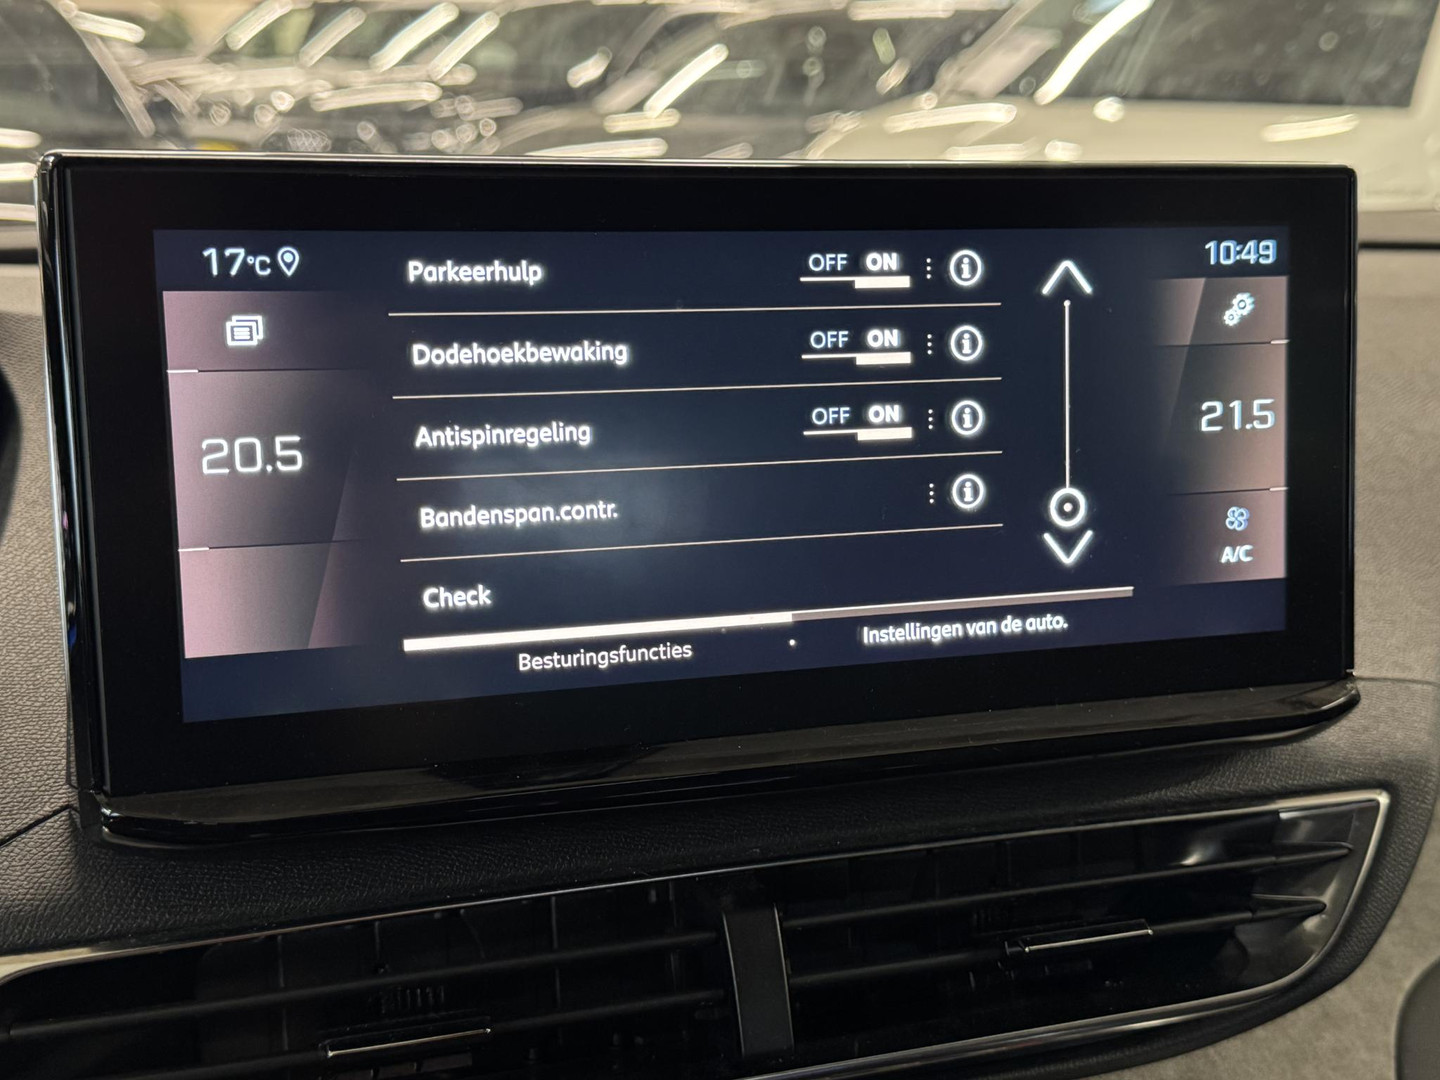 17°C
10:49
Parkeerhulp OFF ON
Dodehoekbewaking OFF ON
20.5
21.5
Antispinregeling OFF ON
Bandenspan.contr.
A/C
Check
Besturingsfuncties
Instellingen van de auto.